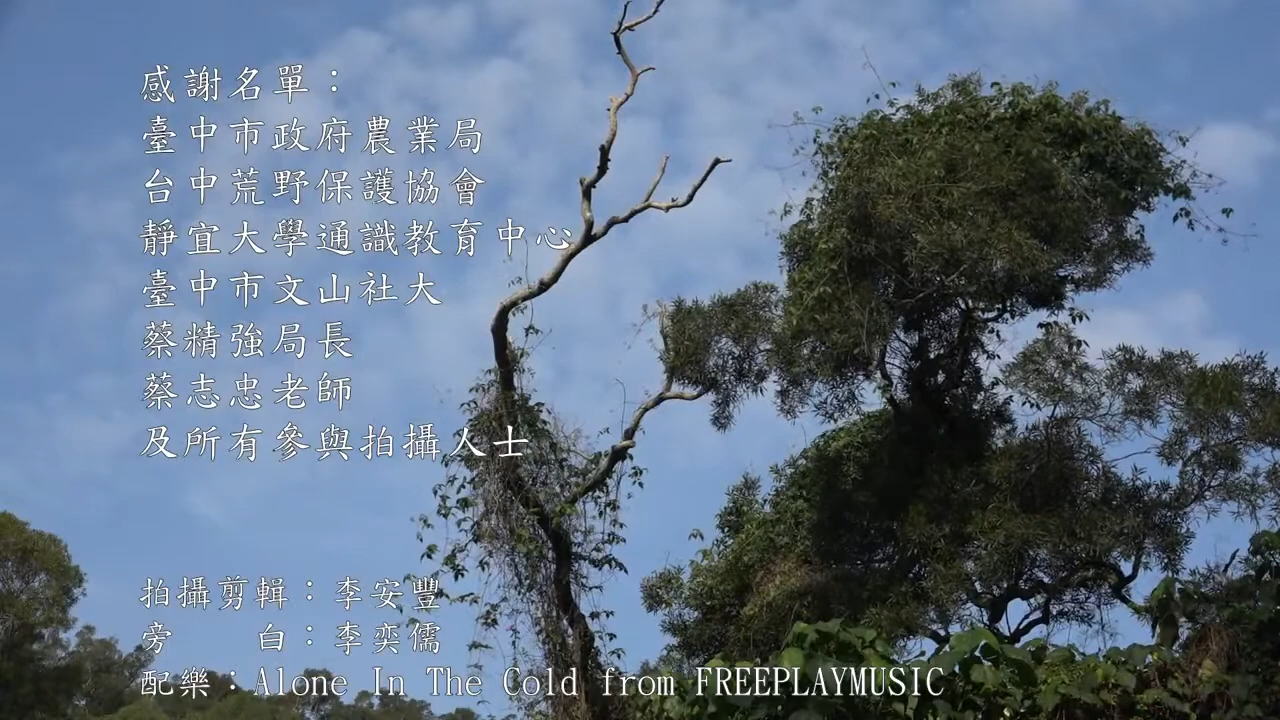 感謝名單：
臺中市政府農業局
台中荒野保護協會
靜宜大學通識教育中心
臺中市文山社大
蔡精強局長
蔡志忠老師
及所有參與拍攝人士
拍攝剪輯：李安豐
旁　　白：李奕儒
配樂：Alone In The Cold from FREEPLAYMUSIC